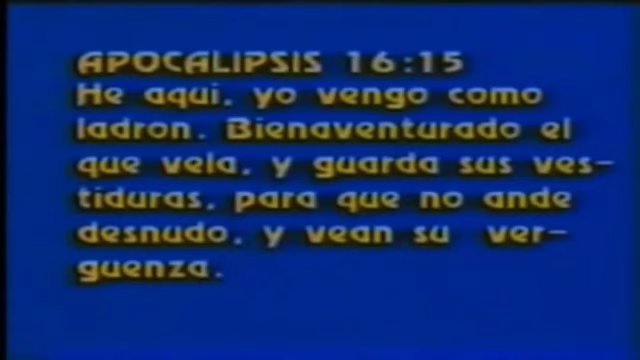 APOCALIPSIS 16:15
He aqui, yo vengo como
ladron. Bienaventurado el
que vela, y guarda sus ves-
tiduras, para que no ande
desnudo, y vean su ver-
guenza.